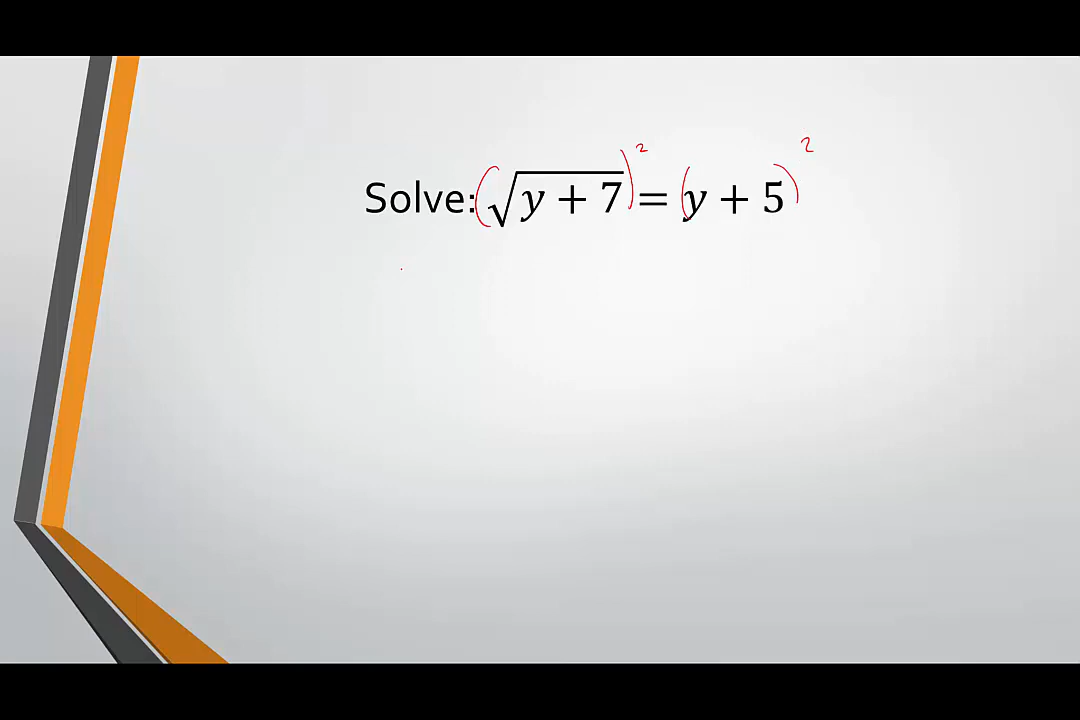 Solve: (√(y + 7))² = (y + 5)²